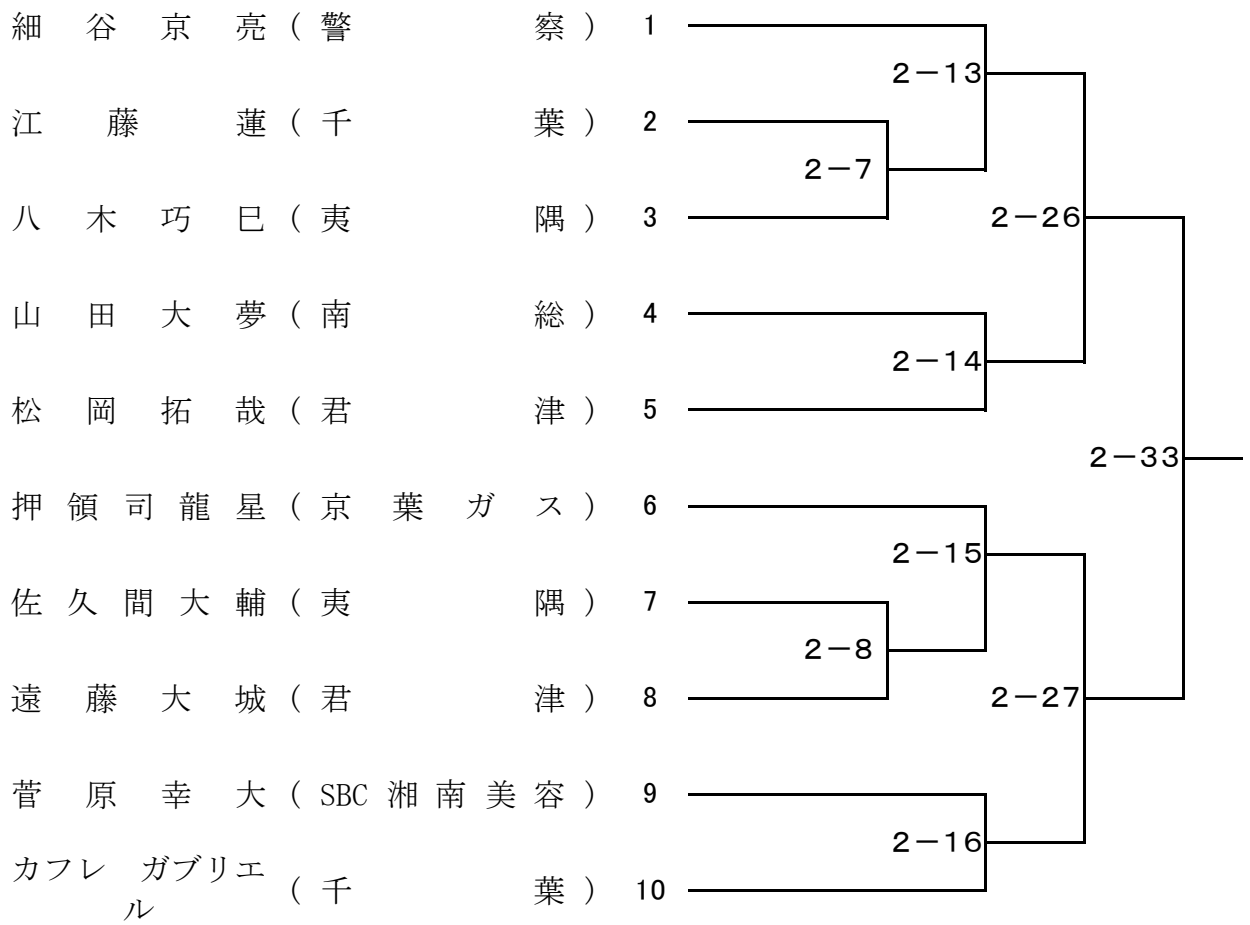 細谷京亮(警察) 1
2-13
江藤蓮(千葉) 2
2-7
八木巧巳(夷隅) 3
2-26
山田大夢(南総) 4
2-14
松岡拓哉(君津) 5
2-33
押領司龍星(京葉ガス) 6
2-15
佐久間大輔(夷隅) 7
2-8
遠藤大城(君津) 8
2-27
菅原幸大(SBC湘南美容) 9
2-16
カフレ ガブリエ
ル
(千葉) 10